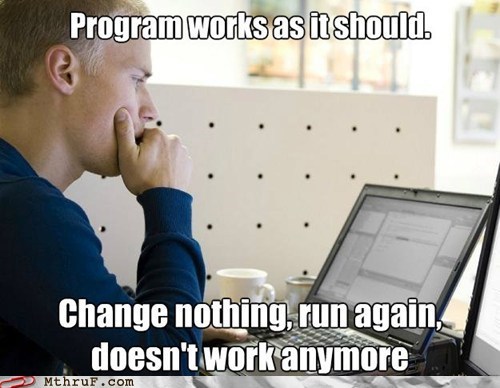 Program works as it should.
Change nothing, run again,
doesn't work anymore
MthruF.com